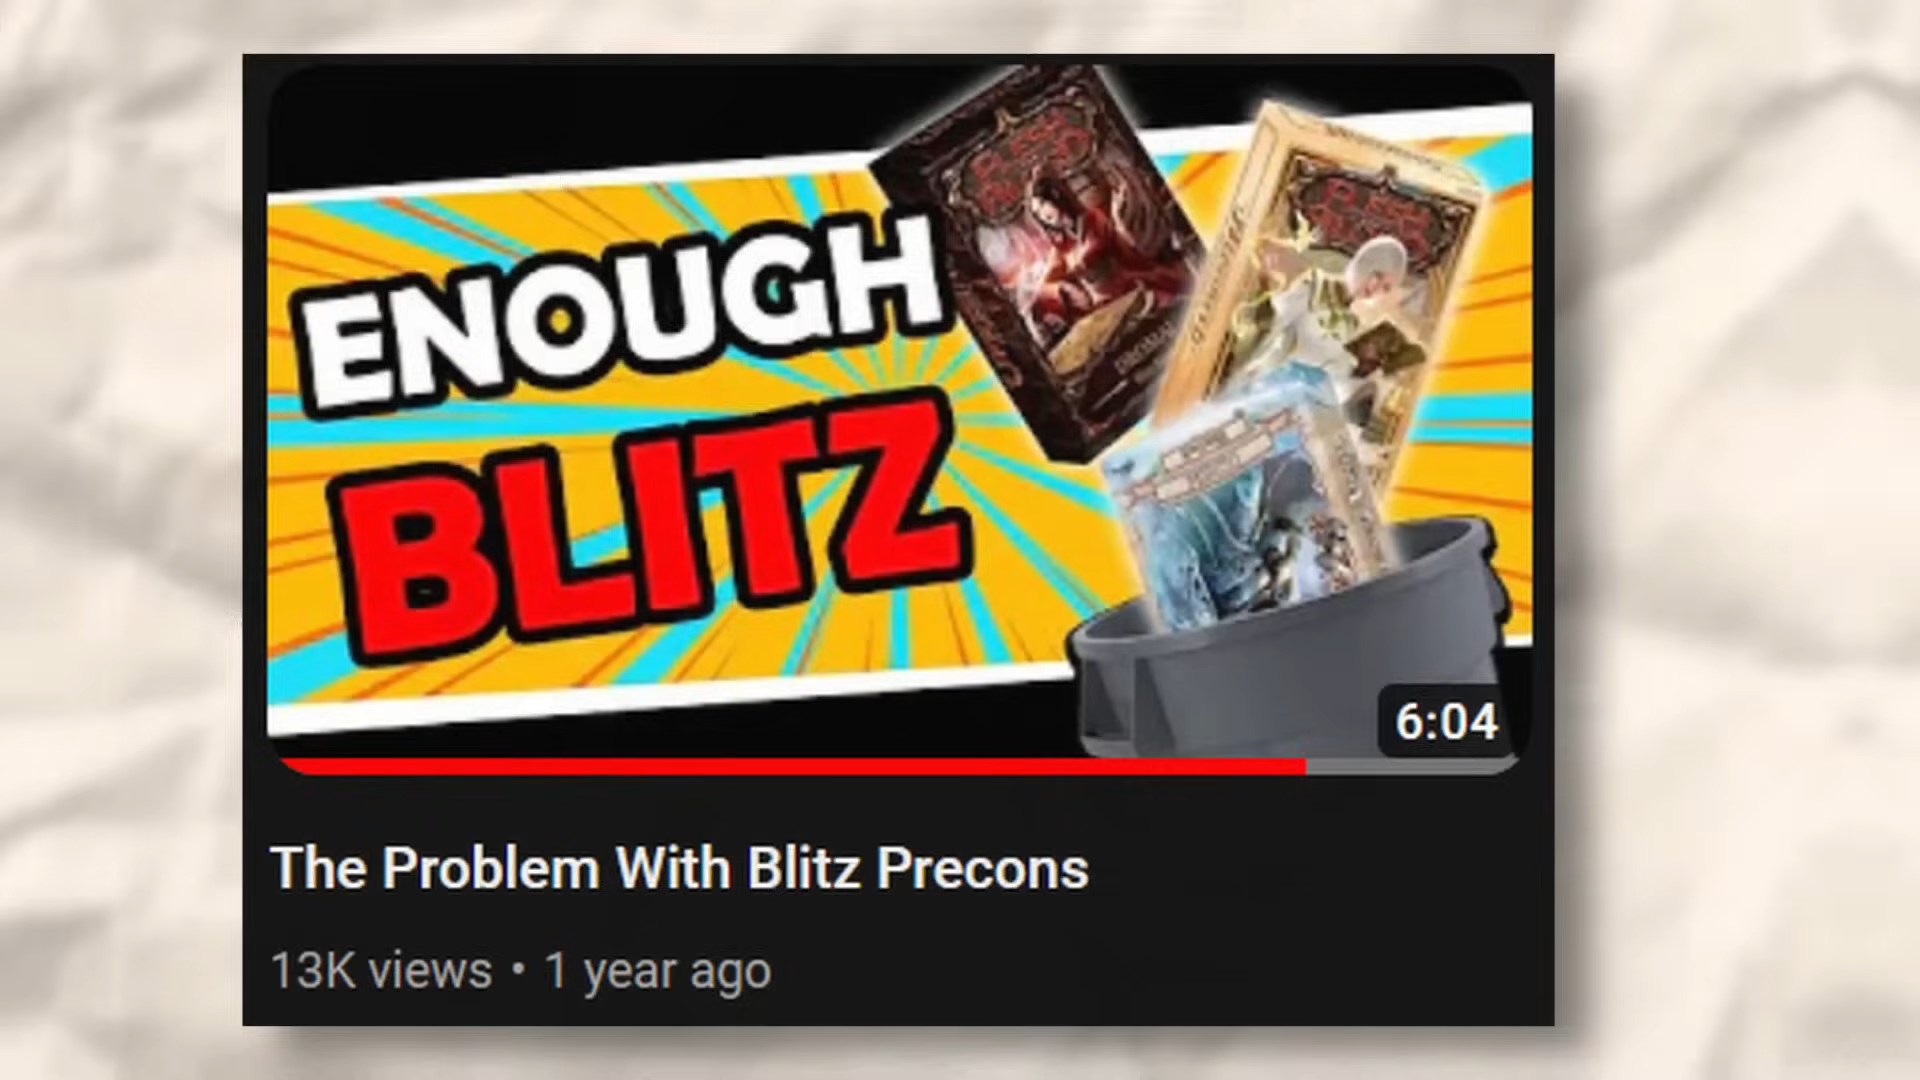 ENOUGH
BLITZ
6:04
The Problem With Blitz Precons
13K views • 1 year ago